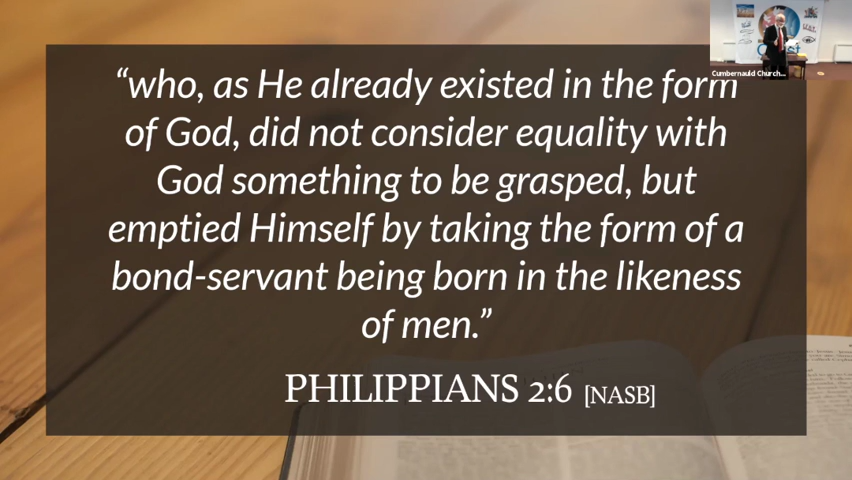 “who, as He already existed in the form
of God, did not consider equality with
God something to be grasped, but
emptied Himself by taking the form of a
bond-servant being born in the likeness
of men.”
PHILIPPIANS 2:6 [NASB]
Cumbernauld Church...